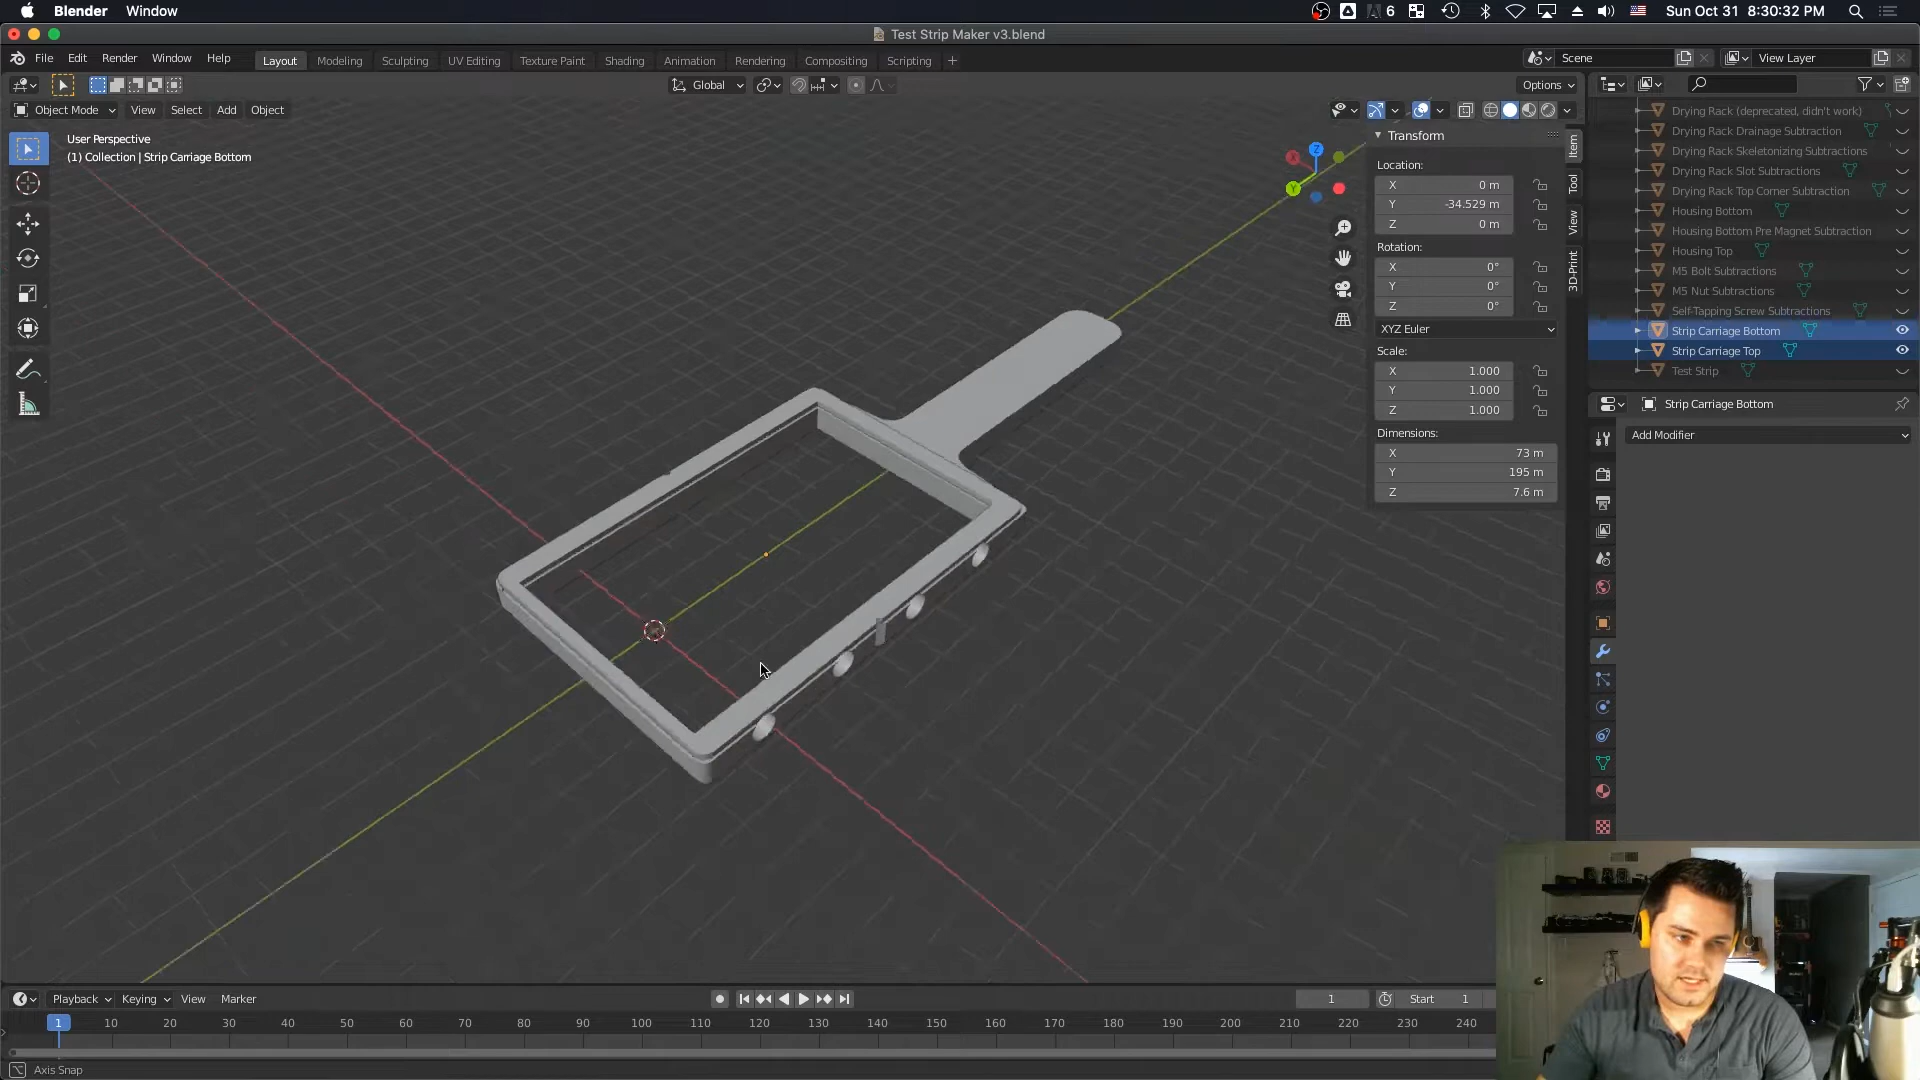 Blender Window 6 Sun Oct 31 8:30:32 PM
Test Strip Maker v3.blend
File Edit Render Window Help Layout Modeling Sculpting UV Editing Texture Paint Shading Animation Rendering Compositing Scripting + Scene View Layer
Global Options
Object Mode View Select Add Object
User Perspective
(1) Collection | Strip Carriage Bottom
Z
Y
X
Transform
Location:
X 0 m
Y -34.529 m
Z 0 m
Rotation:
X 0°
Y 0°
Z 0°
XYZ Euler
Scale:
X 1.000
Y 1.000
Z 1.000
Dimensions:
X 73 m
Y 195 m
Z 7.6 m
Item
Tool
View
3D-Print
Drying Rack (deprecated, didn't work)
Drying Rack Drainage Subtraction
Drying Rack Skeletonizing Subtractions
Drying Rack Slot Subtractions
Drying Rack Top Corner Subtraction
Housing Bottom
Housing Bottom Pre Magnet Subtraction
Housing Top
M5 Bolt Subtractions
M5 Nut Subtractions
Self-Tapping Screw Subtractions
Strip Carriage Bottom
Strip Carriage Top
Test Strip
Strip Carriage Bottom
Add Modifier
Playback Keying View Marker 1 Start 1
1 10 20 30 40 50 60 70 80 90 100 110 120 130 140 150 160 170 180 190 200 210 220 230 240
Axis Snap